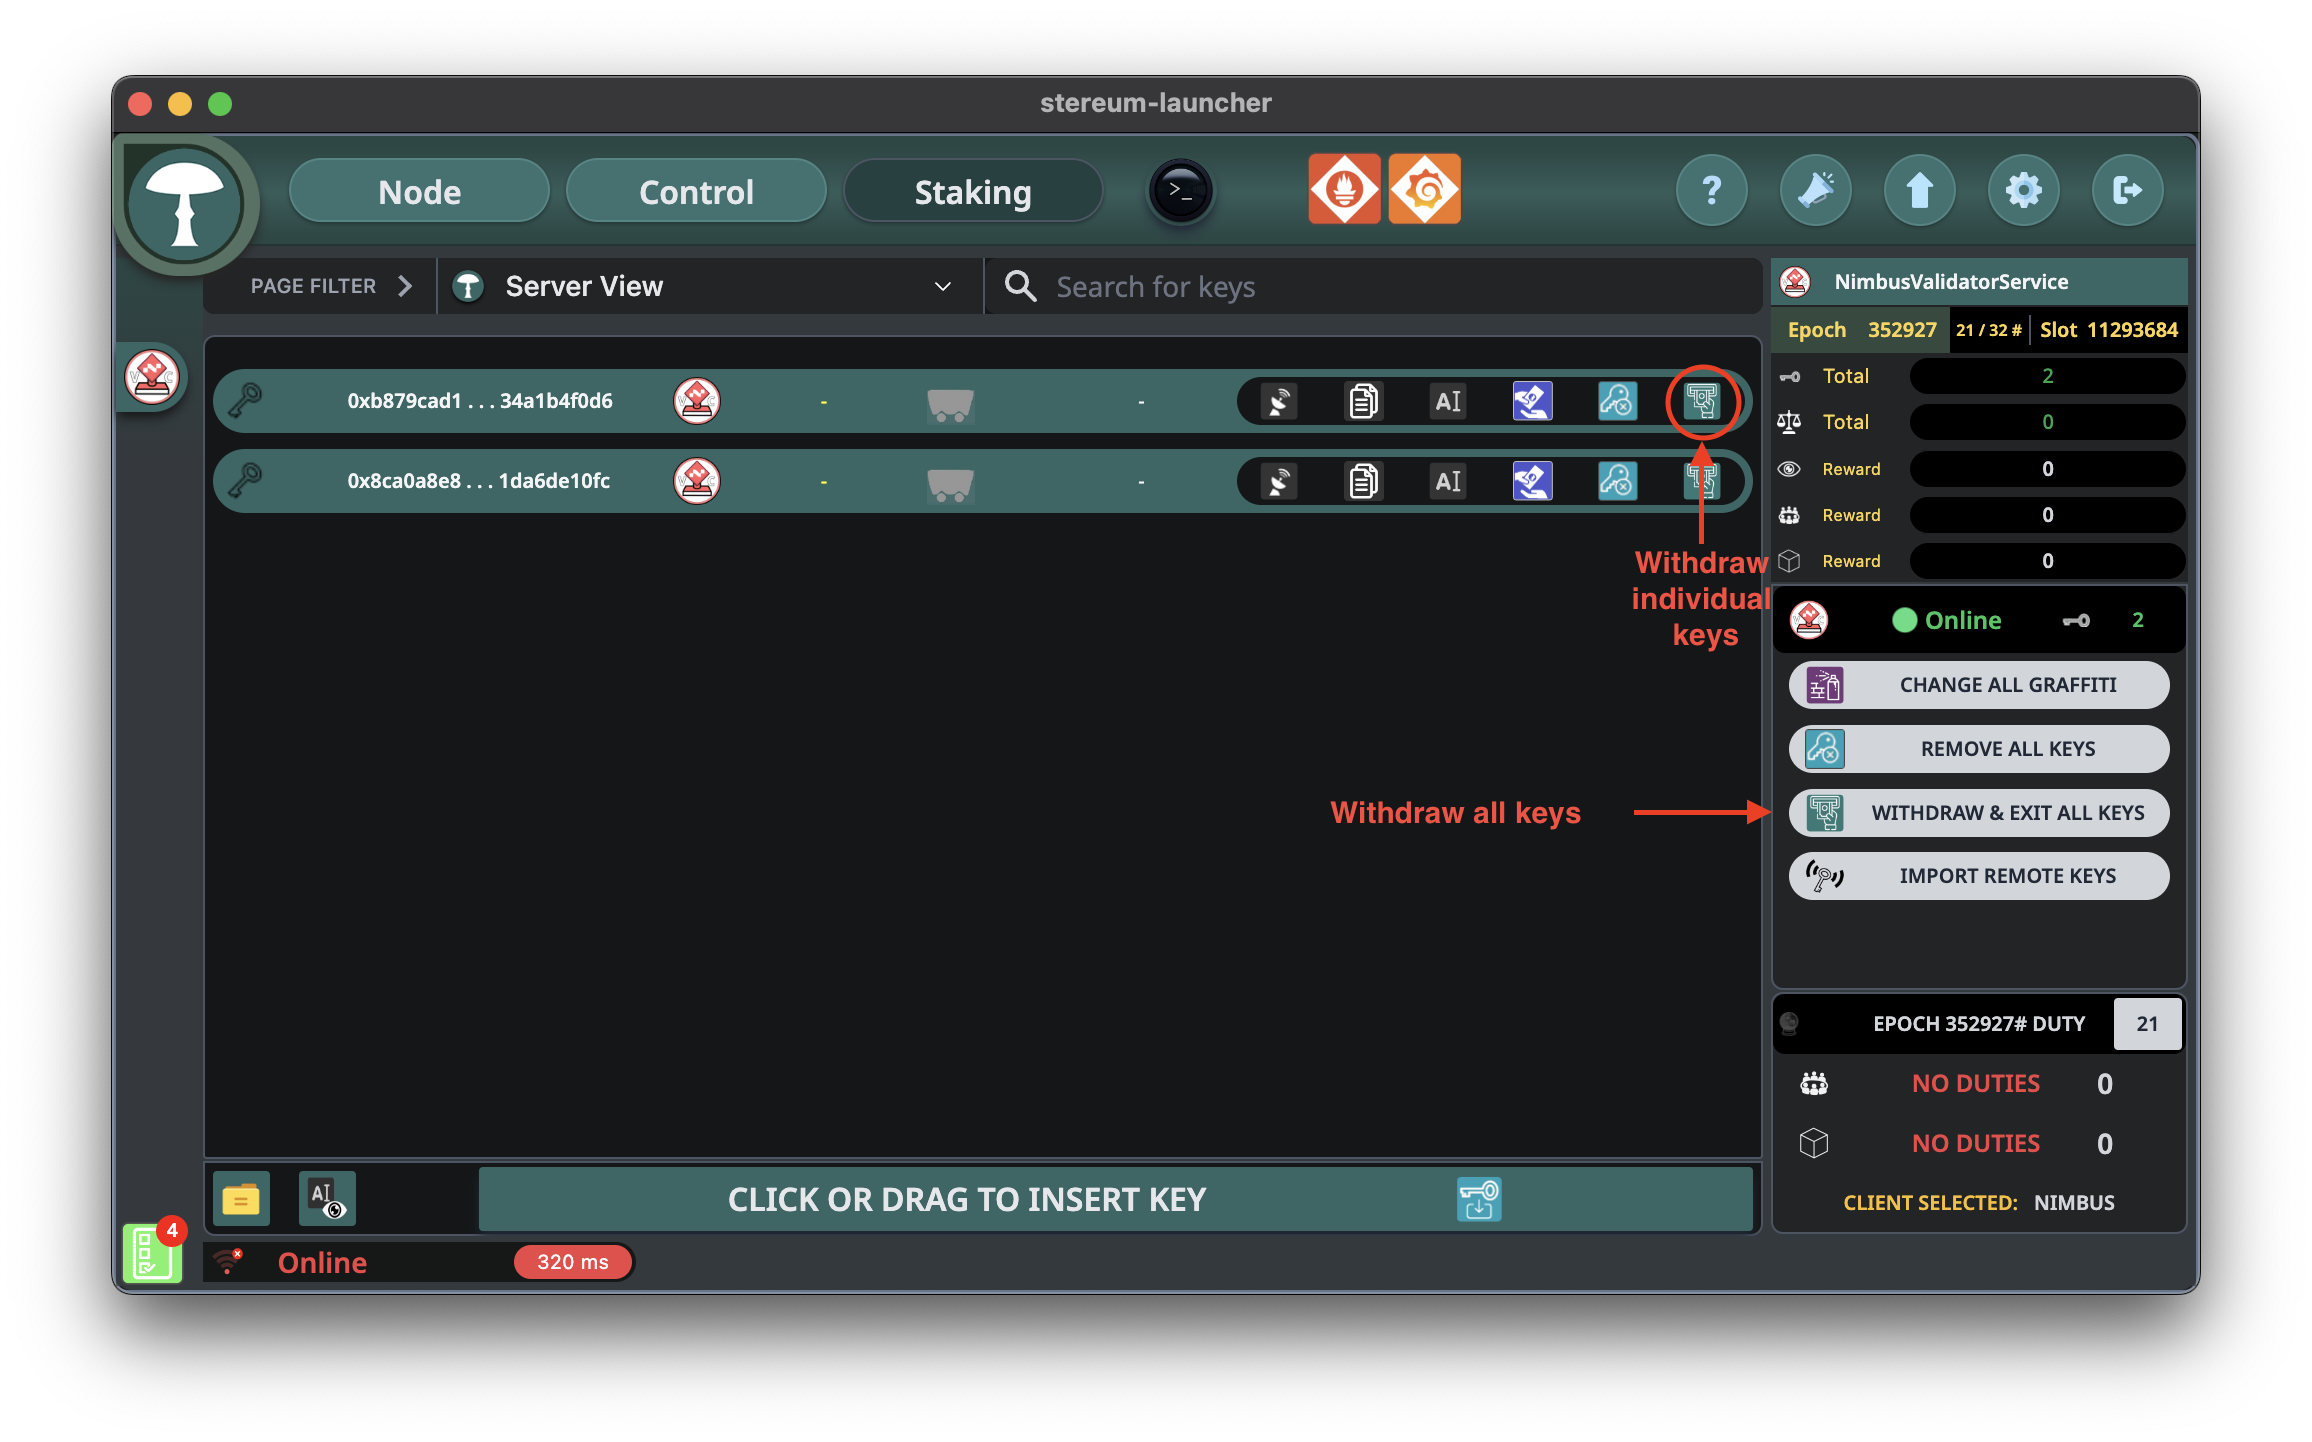 stereum-launcher
Node
Control
Staking
>_
?
PAGE FILTER
Server View
Search for keys
NimbusValidatorService
Epoch 352927 21 / 32 # Slot 11293684
Total 2
Total 0
Reward 0
Reward 0
Reward 0
0xb879cad1 . . . 34a1b4f0d6
-
-
AI
0x8ca0a8e8 . . . 1da6de10fc
-
-
AI
Withdraw
individual
keys
Online 2
CHANGE ALL GRAFFITI
REMOVE ALL KEYS
Withdraw all keys
WITHDRAW & EXIT ALL KEYS
IMPORT REMOTE KEYS
EPOCH 352927# DUTY 21
NO DUTIES 0
NO DUTIES 0
CLIENT SELECTED: NIMBUS
AI
CLICK OR DRAG TO INSERT KEY
4
Online
320 ms